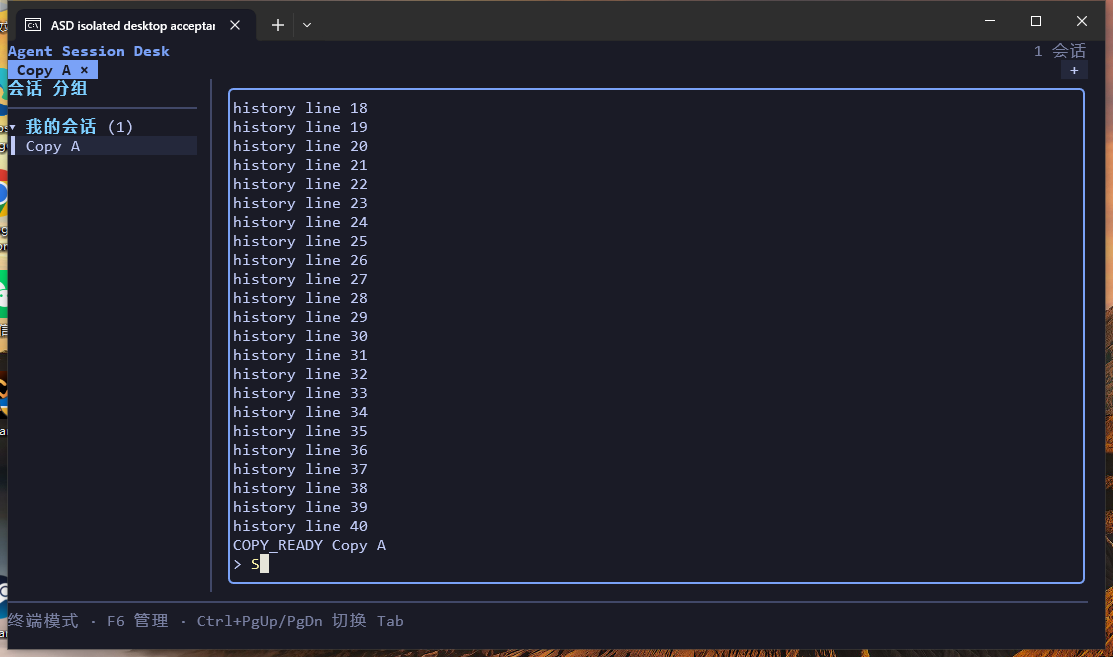 ASD isolated desktop acceptar
Agent Session Desk
1 会话
Copy A ×
+
会话 分组
▾ 我的会话 (1)
Copy A
history line 18
history line 19
history line 20
history line 21
history line 22
history line 23
history line 24
history line 25
history line 26
history line 27
history line 28
history line 29
history line 30
history line 31
history line 32
history line 33
history line 34
history line 35
history line 36
history line 37
history line 38
history line 39
history line 40
COPY_READY Copy A
> S
终端模式 · F6 管理 · Ctrl+PgUp/PgDn 切换 Tab